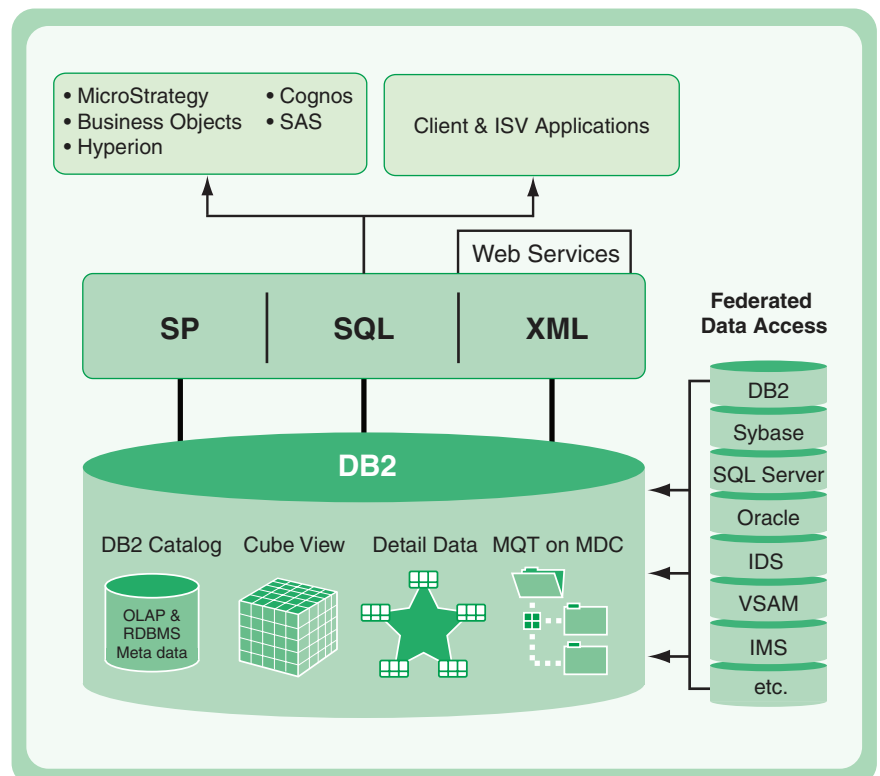 • MicroStrategy
• Business Objects
• Hyperion
• Cognos
• SAS
Client & ISV Applications
Web Services
SP
SQL
XML
Federated
Data Access
DB2
Sybase
SQL Server
Oracle
IDS
VSAM
IMS
etc.
DB2
DB2 Catalog
Cube View
Detail Data
MQT on MDC
OLAP &
RDBMS
Meta data